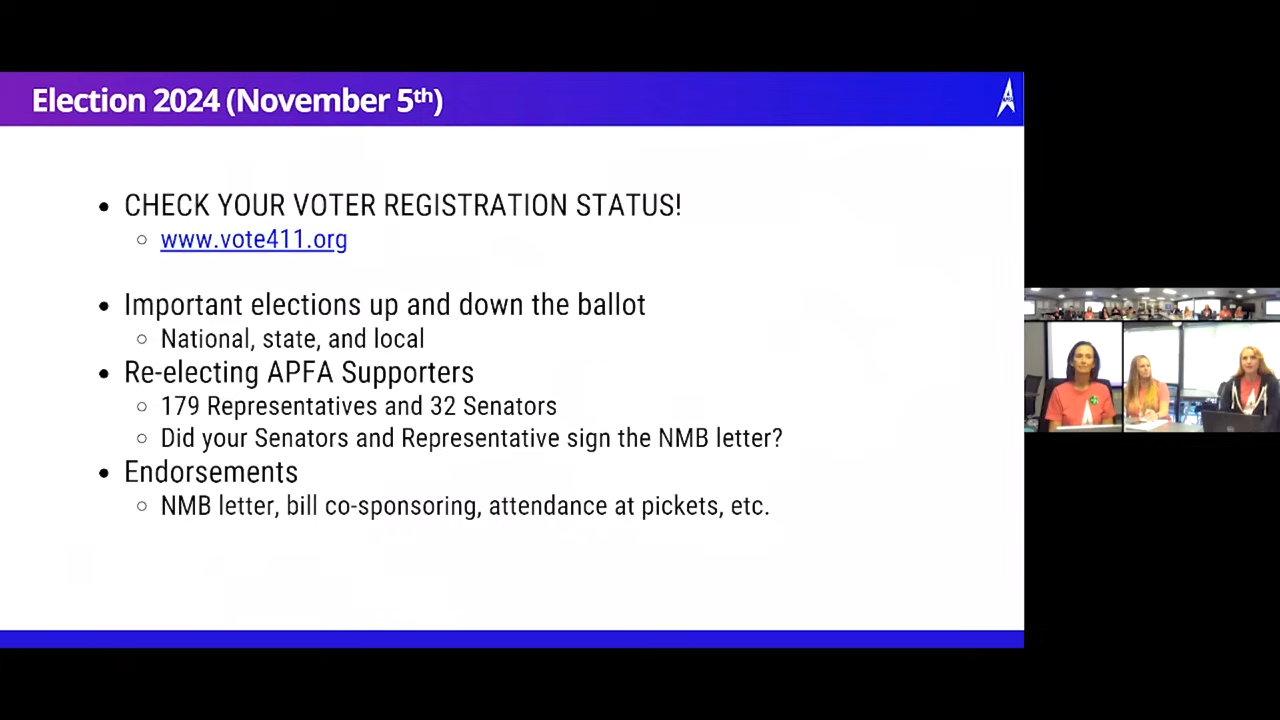 Election 2024 (November 5th)
• CHECK YOUR VOTER REGISTRATION STATUS!
○ www.vote411.org
• Important elections up and down the ballot
○ National, state, and local
• Re-electing APFA Supporters
○ 179 Representatives and 32 Senators
○ Did your Senators and Representative sign the NMB letter?
• Endorsements
○ NMB letter, bill co-sponsoring, attendance at pickets, etc.